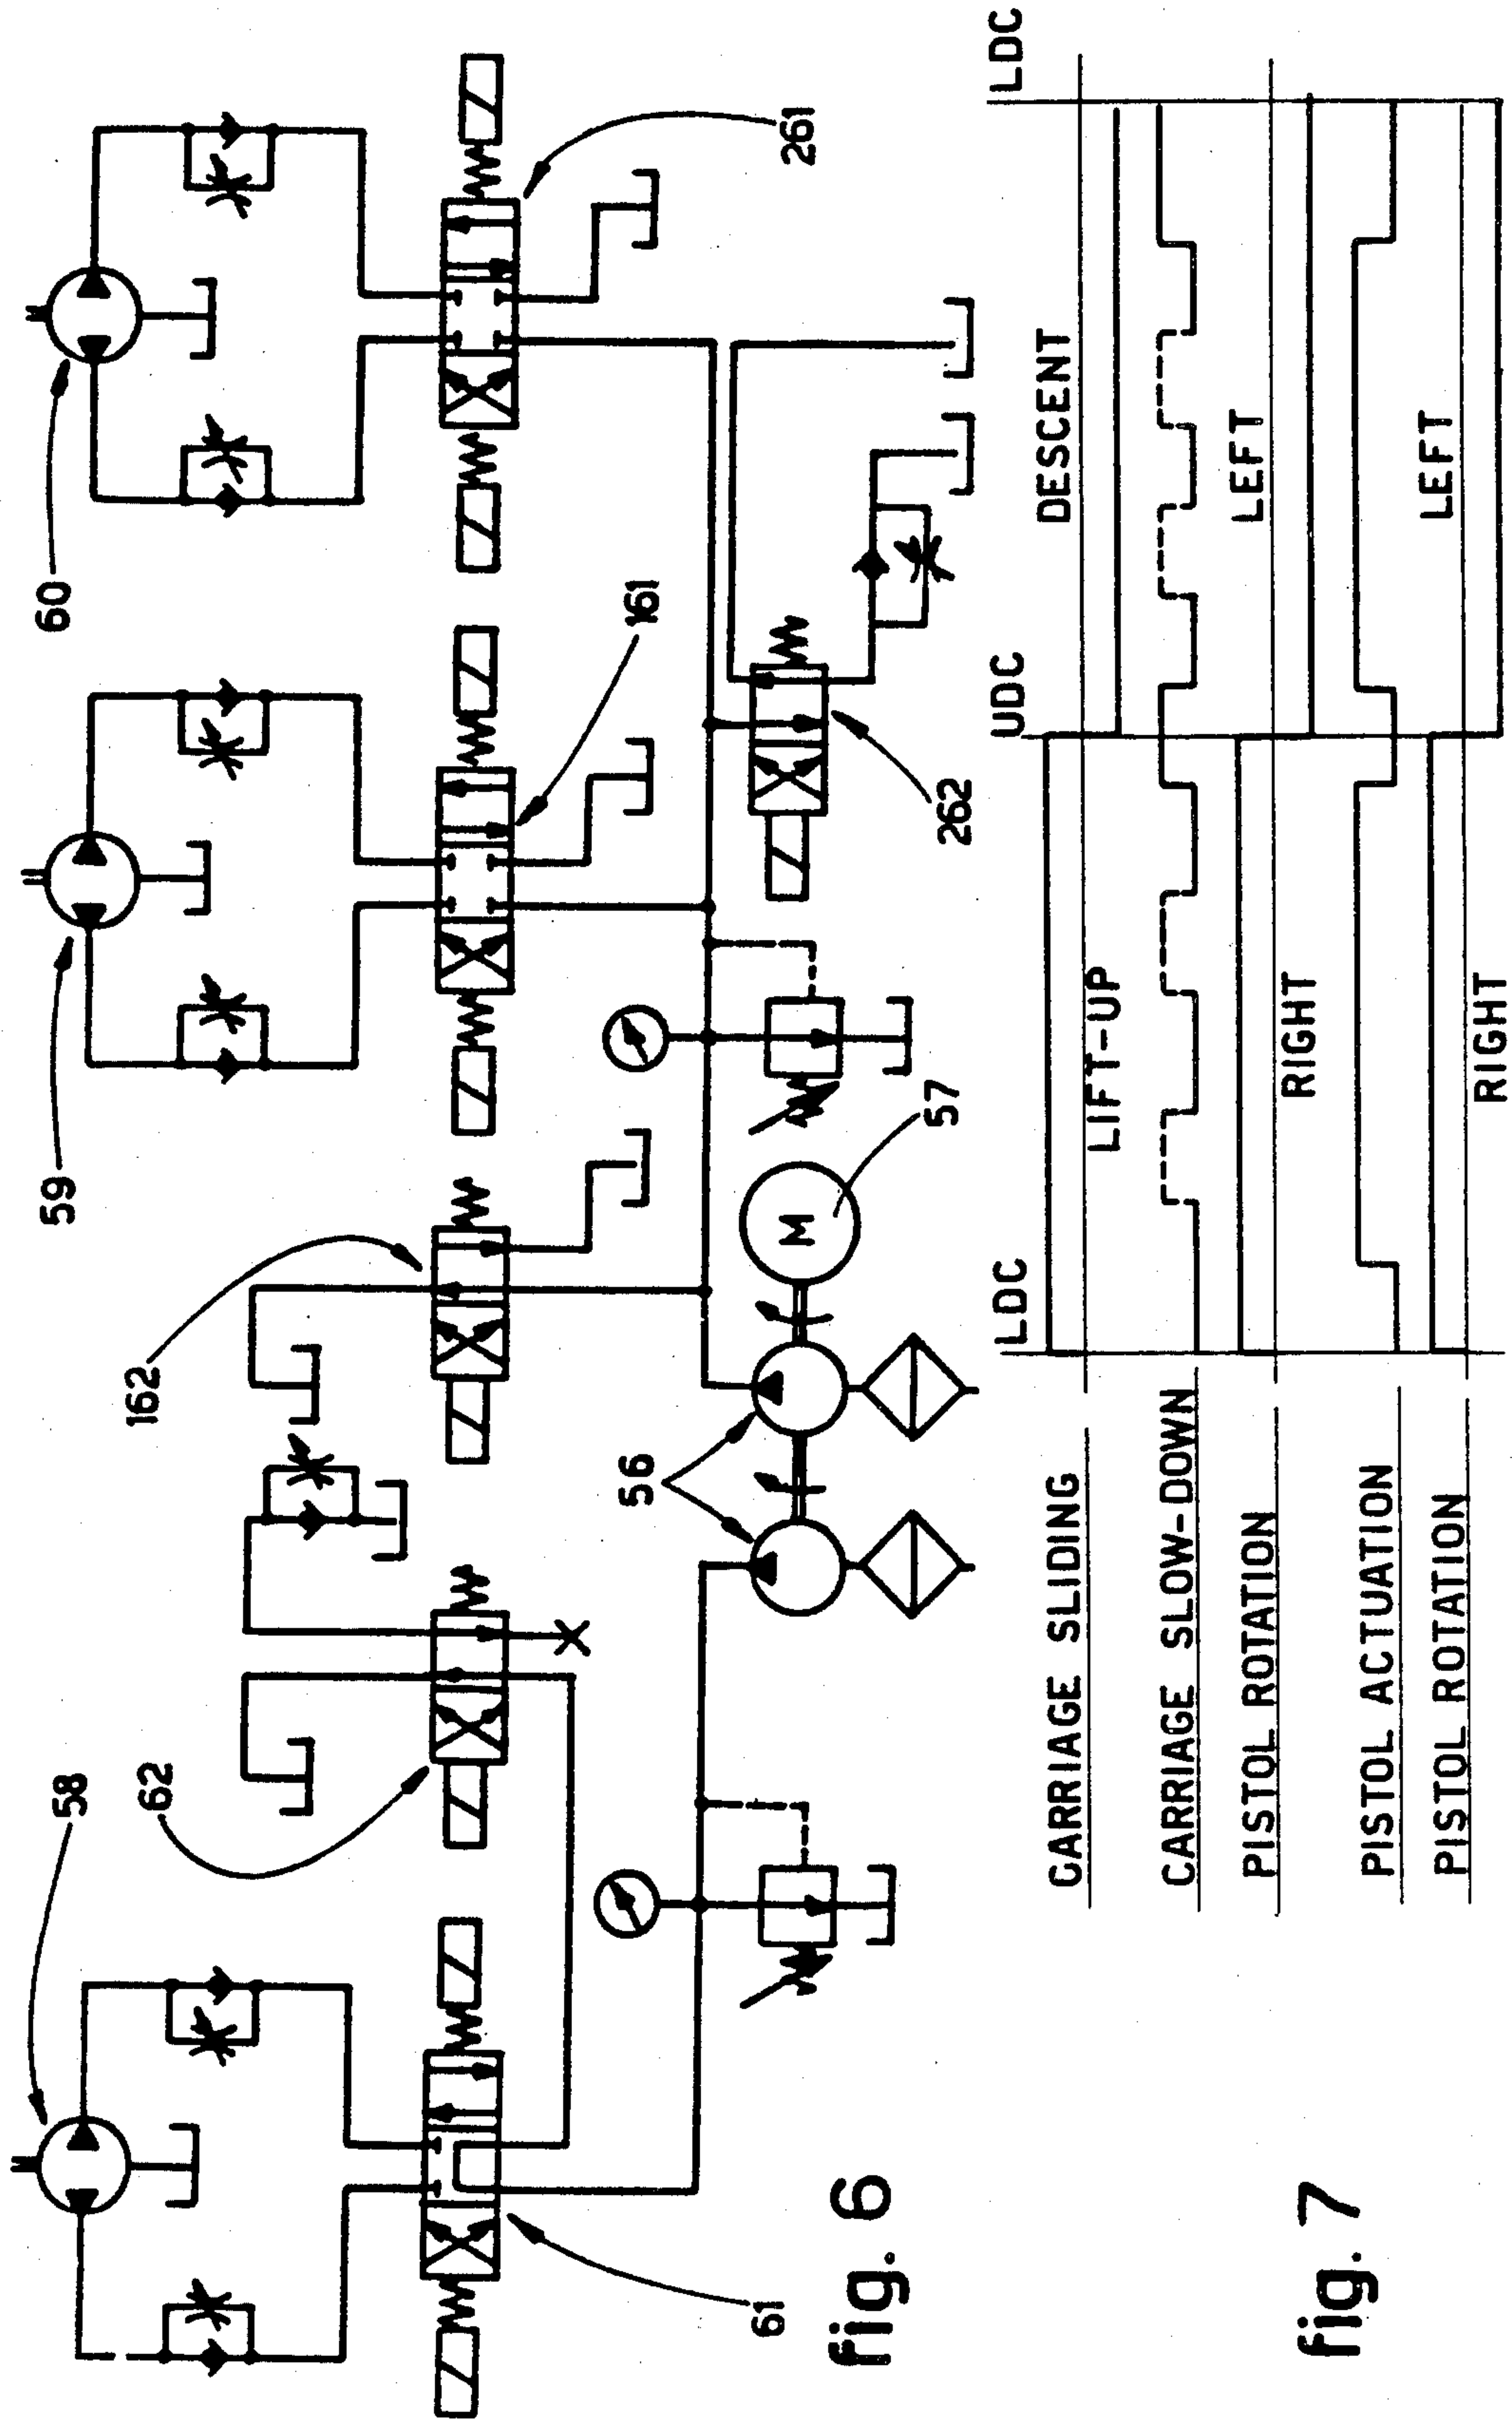 58
62
162
59
60
61
56
M
57
161
262
261
fig. 6
LDC
UDC
LDC
CARRIAGE SLIDING
LIFT-UP
DESCENT
CARRIAGE SLOW-DOWN
PISTOL ROTATION
RIGHT
LEFT
PISTOL ACTUATION
PISTOL ROTATION
RIGHT
LEFT
fig. 7